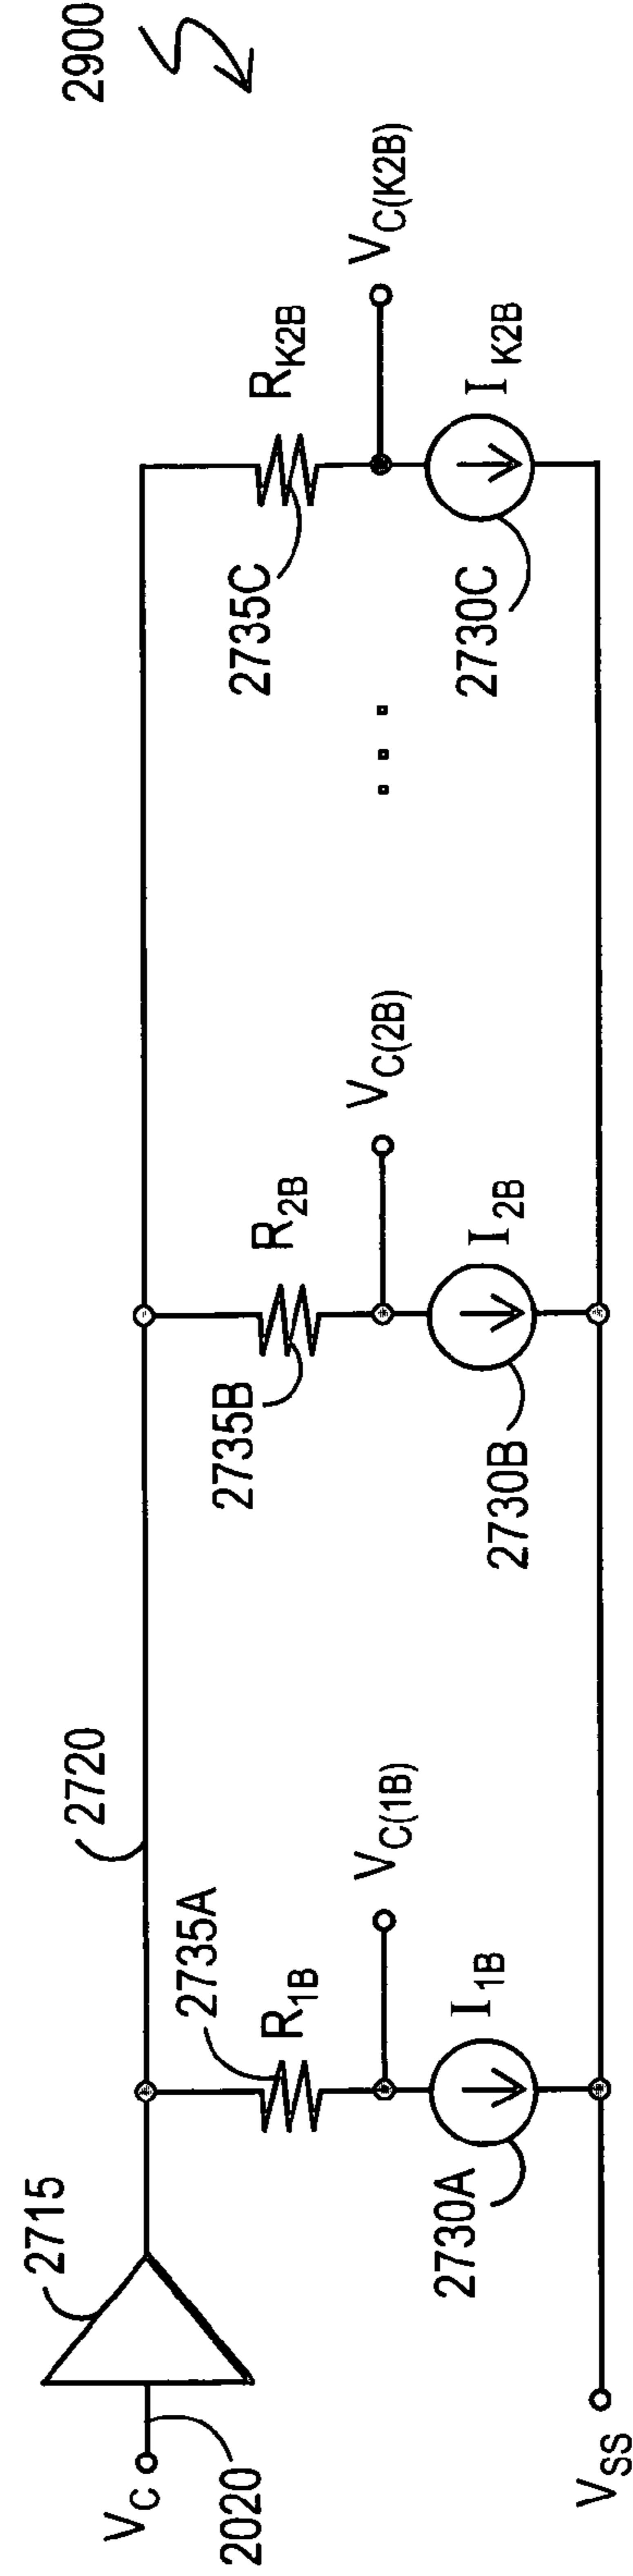 2900
V_C
2020
2715
2720
2735A
R_1B
V_C(1B)
2730A
I_1B
2735B
R_2B
V_C(2B)
2730B
I_2B
. . .
2735C
R_K2B
V_C(K2B)
2730C
I_K2B
V_SS